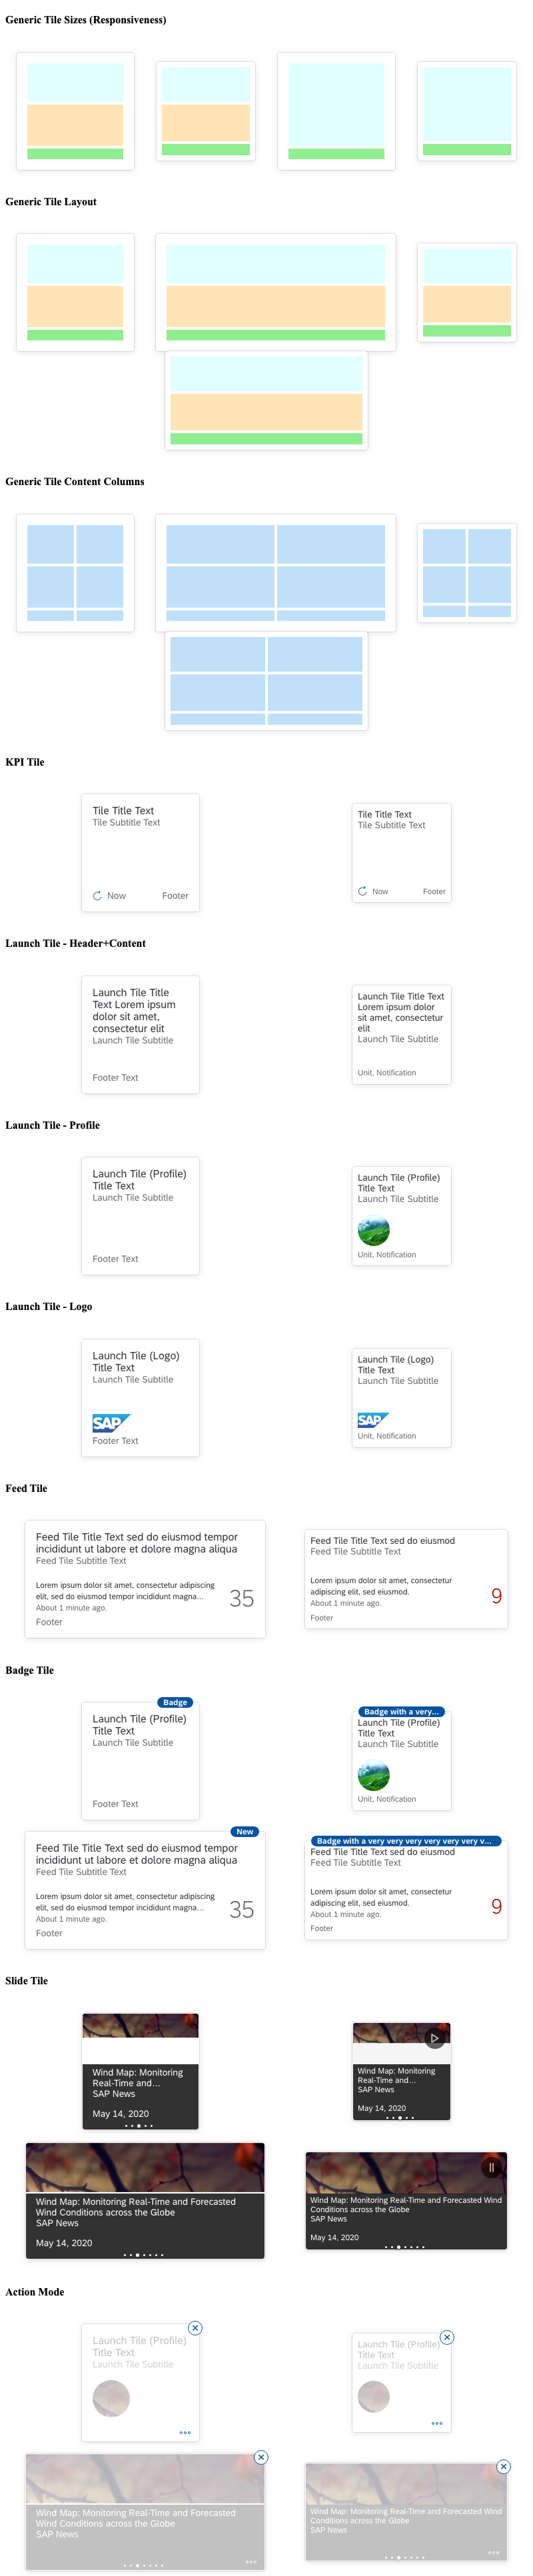 Generic Tile Sizes (Responsiveness)
Generic Tile Layout
Generic Tile Content Columns
KPI Tile
Tile Title Text
Tile Subtitle Text
Now
Footer
Tile Title Text
Tile Subtitle Text
Now
Footer
Launch Tile - Header+Content
Launch Tile Title
Text Lorem ipsum
dolor sit amet,
consectetur elit
Launch Tile Subtitle
Footer Text
Launch Tile Title Text
Lorem ipsum dolor
sit amet, consectetur
elit
Launch Tile Subtitle
Unit, Notification
Launch Tile - Profile
Launch Tile (Profile)
Title Text
Launch Tile Subtitle
Footer Text
Launch Tile (Profile)
Title Text
Launch Tile Subtitle
Unit, Notification
Launch Tile - Logo
Launch Tile (Logo)
Title Text
Launch Tile Subtitle
SAP
Footer Text
Launch Tile (Logo)
Title Text
Launch Tile Subtitle
SAP
Unit, Notification
Feed Tile
Feed Tile Title Text sed do eiusmod tempor
incididunt ut labore et dolore magna aliqua
Feed Tile Subtitle Text
Lorem ipsum dolor sit amet, consectetur adipiscing
elit, sed do eiusmod tempor incididunt magna...
About 1 minute ago.
35
Footer
Feed Tile Title Text sed do eiusmod
Feed Tile Subtitle Text
Lorem ipsum dolor sit amet, consectetur
adipiscing elit, sed eiusmod.
About 1 minute ago.
9
Footer
Badge Tile
Badge
Launch Tile (Profile)
Title Text
Launch Tile Subtitle
Footer Text
Badge with a very...
Launch Tile (Profile)
Title Text
Launch Tile Subtitle
Unit, Notification
New
Feed Tile Title Text sed do eiusmod tempor
incididunt ut labore et dolore magna aliqua
Feed Tile Subtitle Text
Lorem ipsum dolor sit amet, consectetur adipiscing
elit, sed do eiusmod tempor incididunt magna...
About 1 minute ago.
35
Footer
Badge with a very very very very very very v...
Feed Tile Title Text sed do eiusmod
Feed Tile Subtitle Text
Lorem ipsum dolor sit amet, consectetur
adipiscing elit, sed eiusmod.
About 1 minute ago.
9
Footer
Slide Tile
Wind Map: Monitoring
Real-Time and...
SAP News
May 14, 2020
Wind Map: Monitoring
Real-Time and...
SAP News
May 14, 2020
Wind Map: Monitoring Real-Time and Forecasted
Wind Conditions across the Globe
SAP News
May 14, 2020
Wind Map: Monitoring Real-Time and Forecasted Wind
Conditions across the Globe
SAP News
May 14, 2020
Action Mode
Launch Tile (Profile)
Title Text
Launch Tile Subtitle
Launch Tile (Profile)
Title Text
Launch Tile Subtitle
Wind Map: Monitoring Real-Time and Forecasted
Wind Conditions across the Globe
SAP News
Wind Map: Monitoring Real-Time and Forecasted Wind
Conditions across the Globe
SAP News